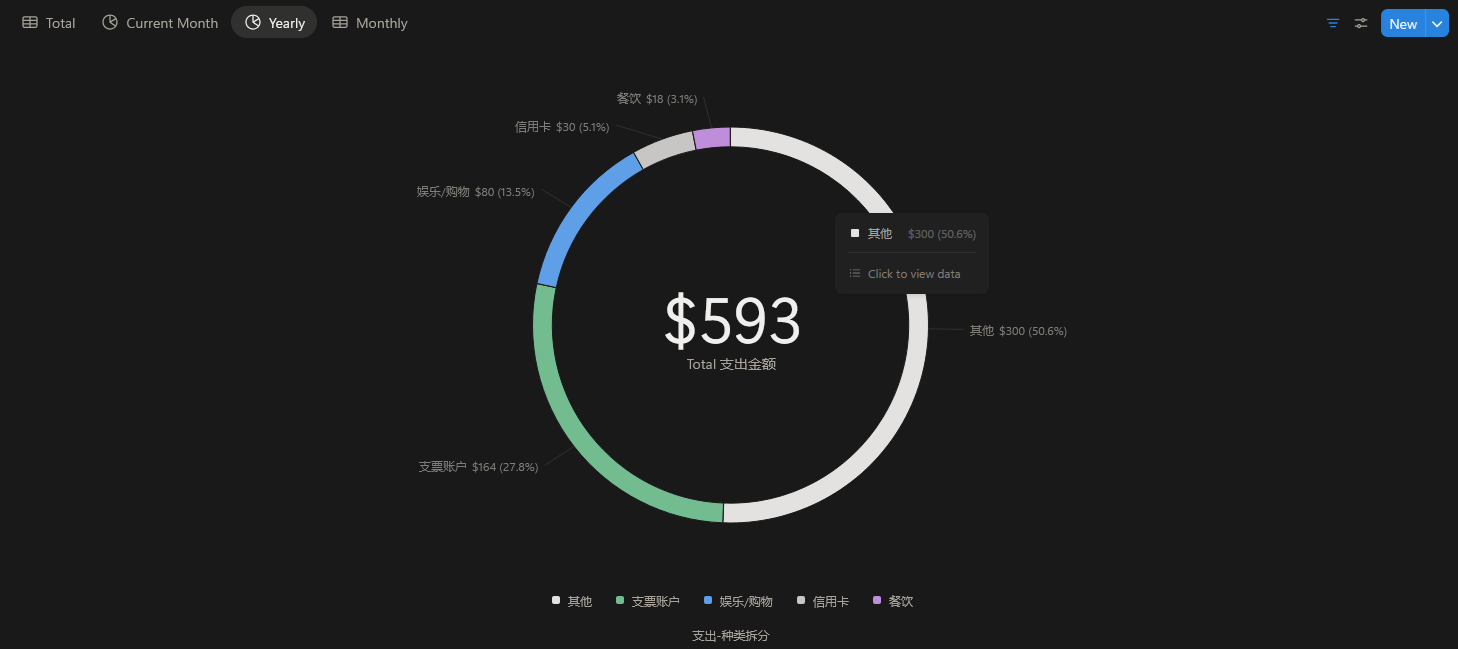 Total Current Month Yearly Monthly New
餐饮 $18 (3.1%)
信用卡 $30 (5.1%)
娱乐/购物 $80 (13.5%)
其他 $300 (50.6%)
Click to view data
$593
其他 $300 (50.6%)
Total 支出金额
支票账户 $164 (27.8%)
其他 支票账户 娱乐/购物 信用卡 餐饮
支出-种类拆分